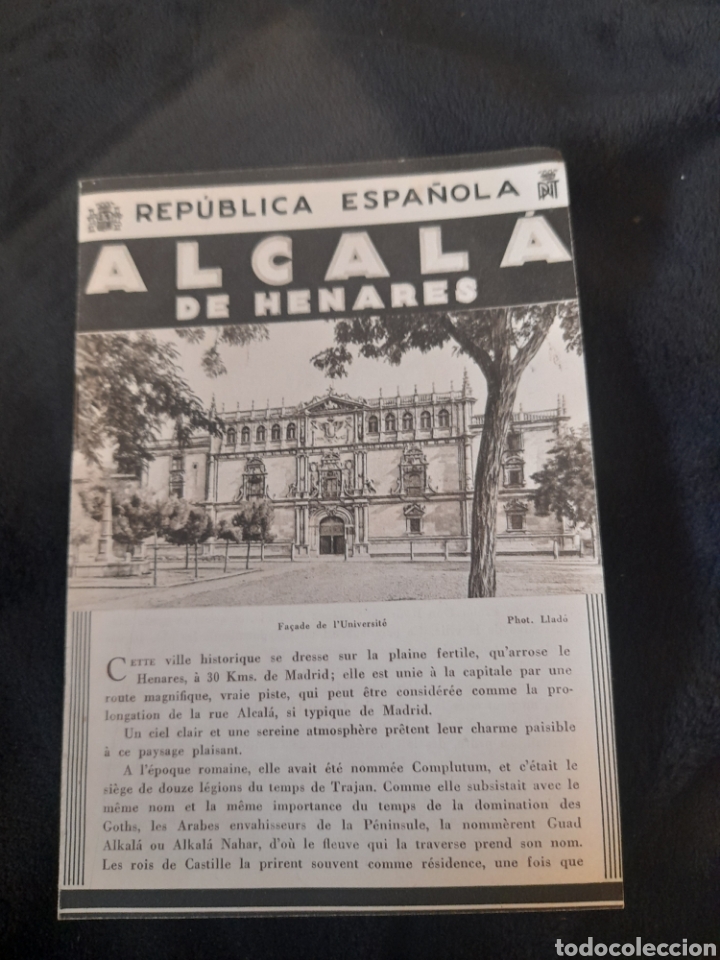 REPÚBLICA ESPAÑOLA
ALCALÁ
DE HENARES
Façade de l'Université
Phot. Lladó
CETTE ville historique se dresse sur la plaine fertile, qu'arrose le
Henares, à 30 Kms. de Madrid; elle est unie à la capitale par une
route magnifique, vraie piste, qui peut être considérée comme la pro-
longation de la rue Alcalá, si typique de Madrid.
Un ciel clair et une sereine atmosphère prêtent leur charme paisible
à ce paysage plaisant.
A l'époque romaine, elle avait été nommée Complutum, et c'était le
siège de douze légions du temps de Trajan. Comme elle subsistait avec le
même nom et la même importance du temps de la domination des
Goths, les Arabes envahisseurs de la Péninsule, la nommèrent Guad
Alkalá ou Alkalá Nahar, d'où le fleuve qui la traverse prend son nom.
Les rois de Castille la prirent souvent comme résidence, une fois que
todocoleccion